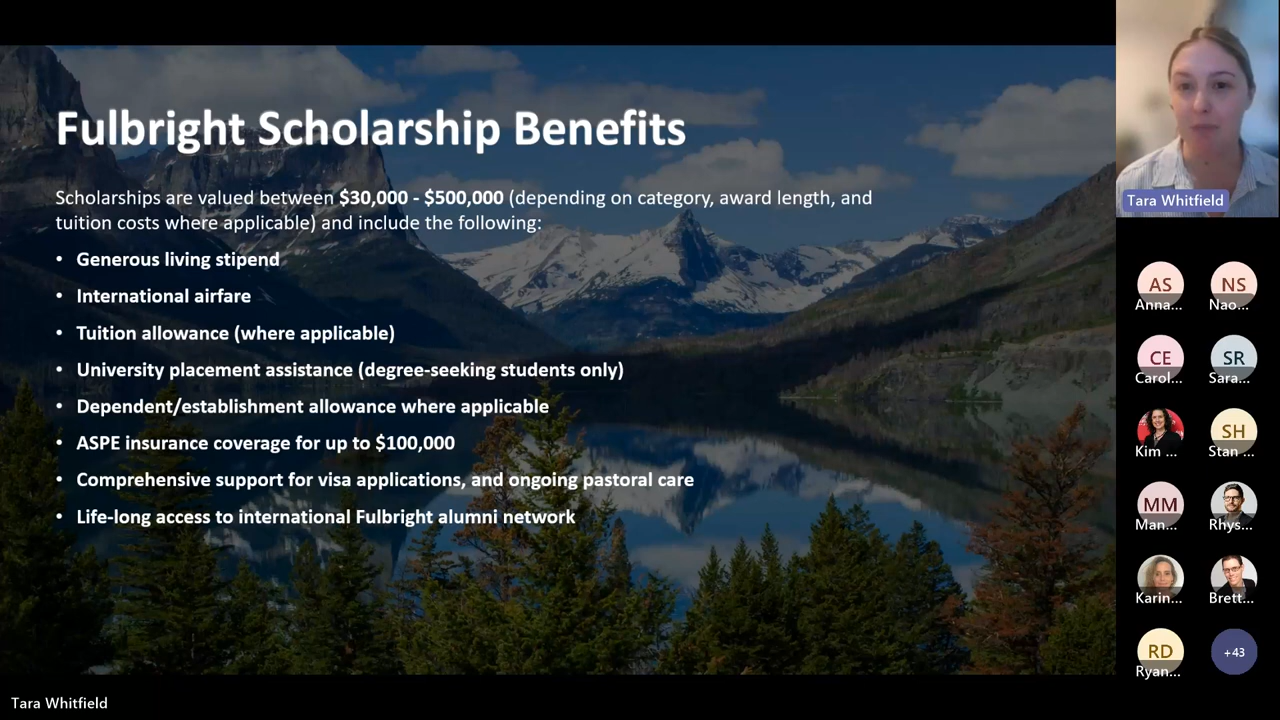 Fulbright Scholarship Benefits
Scholarships are valued between $30,000 - $500,000 (depending on category, award length, and
tuition costs where applicable) and include the following:
• Generous living stipend
• International airfare
• Tuition allowance (where applicable)
• University placement assistance (degree-seeking students only)
• Dependent/establishment allowance where applicable
• ASPE insurance coverage for up to $100,000
• Comprehensive support for visa applications, and ongoing pastoral care
• Life-long access to international Fulbright alumni network
Tara Whitfield
AS
Anna...
NS
Nao...
CE
Carol...
SR
Sara...
Kim ...
SH
Stan ...
MM
Man...
Rhys...
Karin...
Brett...
RD
Ryan...
+43
Tara Whitfield